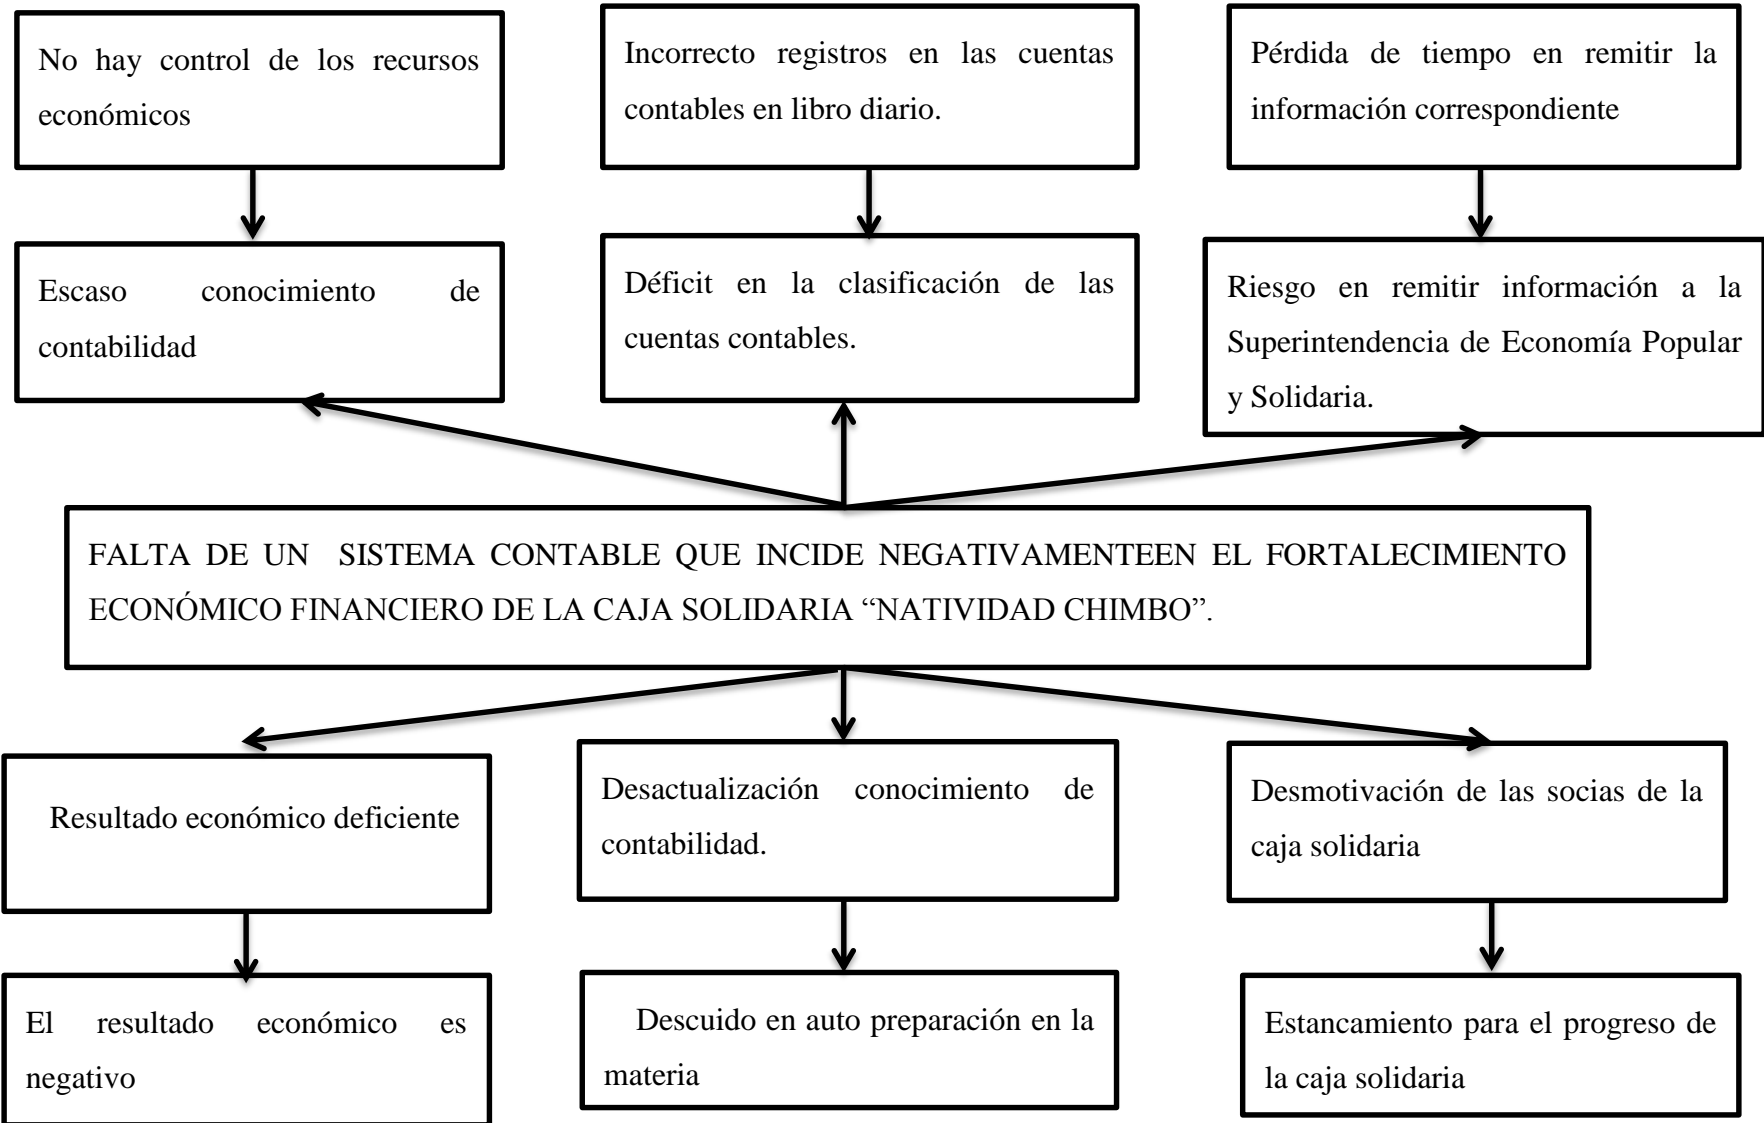 No hay control de los recursos
económicos
Incorrecto registros en las cuentas
contables en libro diario.
Pérdida de tiempo en remitir la
información correspondiente
Escaso conocimiento de
contabilidad
Déficit en la clasificación de las
cuentas contables.
Riesgo en remitir información a la
Superintendencia de Economía Popular
y Solidaria.
FALTA DE UN SISTEMA CONTABLE QUE INCIDE NEGATIVAMENTEEN EL FORTALECIMIENTO
ECONÓMICO FINANCIERO DE LA CAJA SOLIDARIA “NATIVIDAD CHIMBO”.
Resultado económico deficiente
Desactualización conocimiento de
contabilidad.
Desmotivación de las socias de la
caja solidaria
El resultado económico es
negativo
Descuido en auto preparación en la
materia
Estancamiento para el progreso de
la caja solidaria